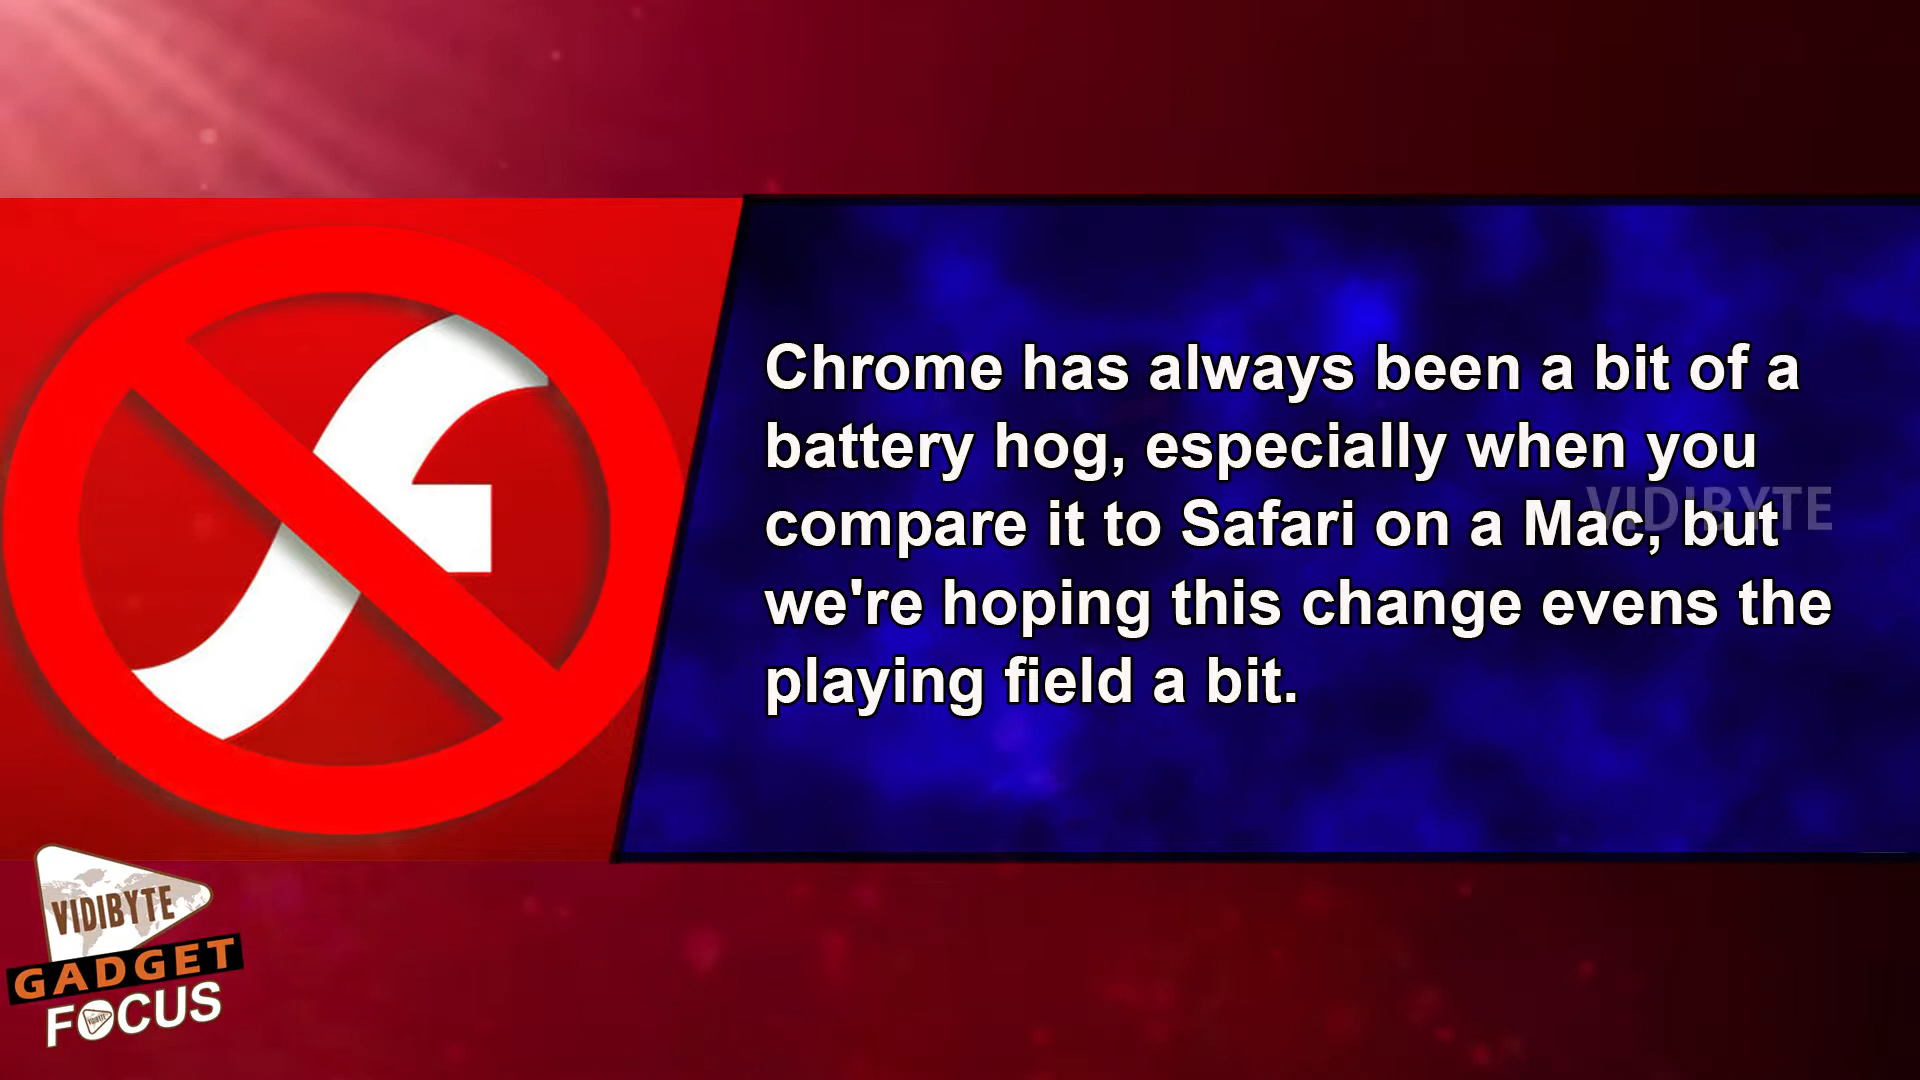 Chrome has always been a bit of a
battery hog, especially when you
compare it to Safari on a Mac, but
we're hoping this change evens the
playing field a bit.
VIDIBYTE
VIDIBYTE
GADGET
FOCUS